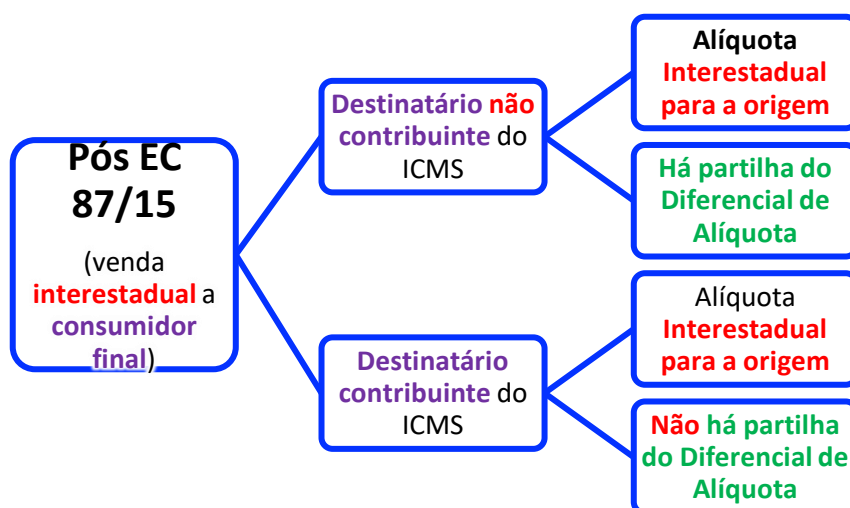 Pós EC
87/15
(venda
interestadual a
consumidor
final)
Destinatário não
contribuinte do
ICMS
Alíquota
Interestadual
para a origem
Há partilha do
Diferencial de
Alíquota
Destinatário
contribuinte do
ICMS
Alíquota
Interestadual
para a origem
Não há partilha
do Diferencial de
Alíquota